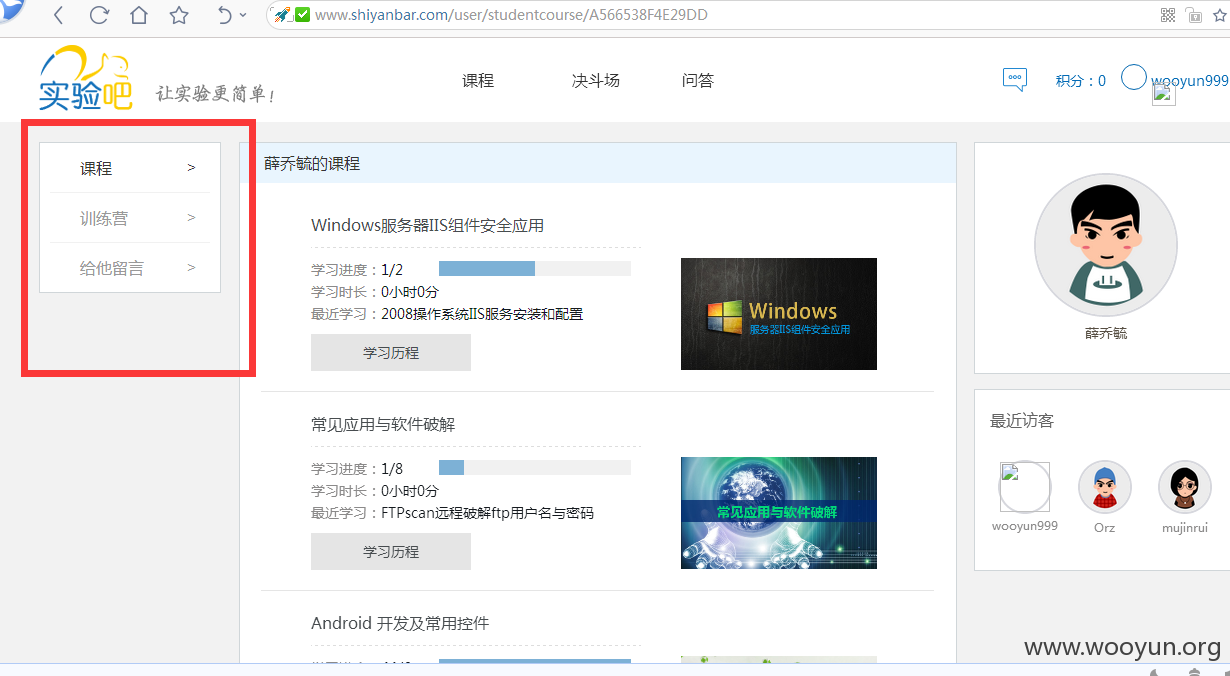 www.shiyanbar.com/user/studentcourse/A566538F4E29DD
实验吧
让实验更简单！
课程
决斗场
问答
积分：0
wooyun999
课程 >
训练营 >
给他留言 >
薛乔毓的课程
Windows服务器IIS组件安全应用
学习进度：1/2
学习时长：0小时0分
最近学习：2008操作系统IIS服务安装和配置
学习历程
Windows
服务器IIS组件安全应用
常见应用与软件破解
学习进度：1/8
学习时长：0小时0分
最近学习：FTPscan远程破解ftp用户名与密码
学习历程
常见应用与软件破解
Android 开发及常用控件
薛乔毓
最近访客
wooyun999
Orz
mujinrui
www.wooyun.org